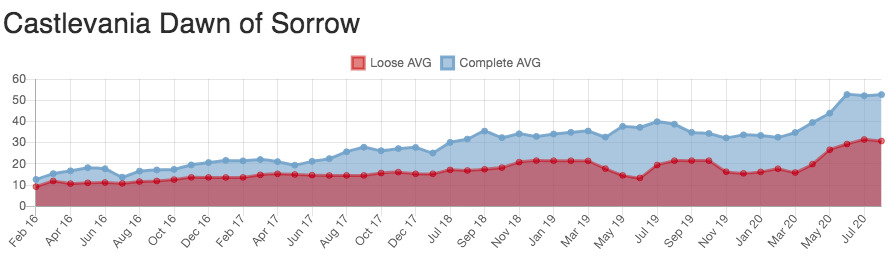 Castlevania Dawn of Sorrow
Loose AVG Complete AVG
60
50
40
30
20
10
0
Feb 16 Apr 16 Jun 16 Aug 16 Oct 16 Dec 16 Feb 17 Apr 17 Jun 17 Aug 17 Oct 17 Dec 17 Jul 18 Sep 18 Nov 18 Jan 19 Mar 19 May 19 Jul 19 Sep 19 Nov 19 Jan 20 Mar 20 May 20 Jul 20